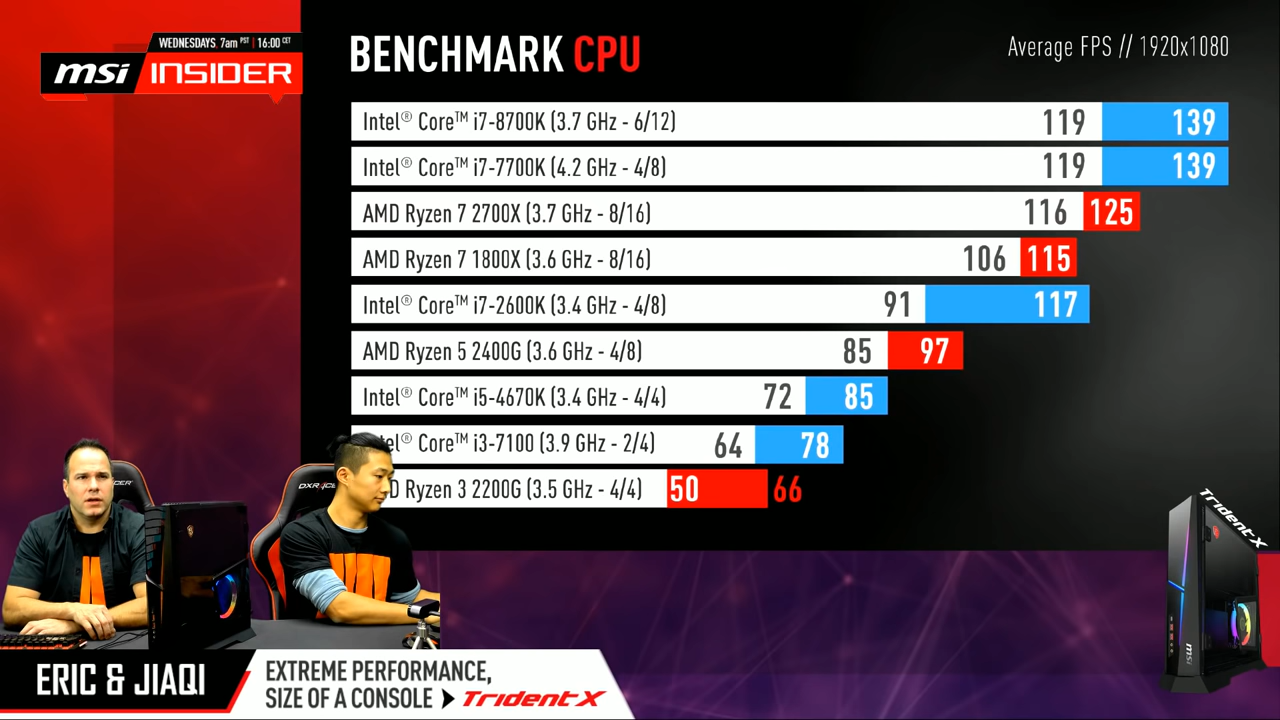 WEDNESDAYS, 7am PST | 16:00 CET
msi INSIDER
BENCHMARK CPU
Average FPS // 1920x1080
Intel® Core™ i7-8700K (3.7 GHz - 6/12) 119 139
Intel® Core™ i7-7700K (4.2 GHz - 4/8) 119 139
AMD Ryzen 7 2700X (3.7 GHz - 8/16) 116 125
AMD Ryzen 7 1800X (3.6 GHz - 8/16) 106 115
Intel® Core™ i7-2600K (3.4 GHz - 4/8) 91 117
AMD Ryzen 5 2400G (3.6 GHz - 4/8) 85 97
Intel® Core™ i5-4670K (3.4 GHz - 4/4) 72 85
el® Core™ i3-7100 (3.9 GHz - 2/4) 64 78
D Ryzen 3 2200G (3.5 GHz - 4/4) 50 66
DXRACE
Trident X
msi
ERIC & JIAQI
EXTREME PERFORMANCE,
SIZE OF A CONSOLE Trident X